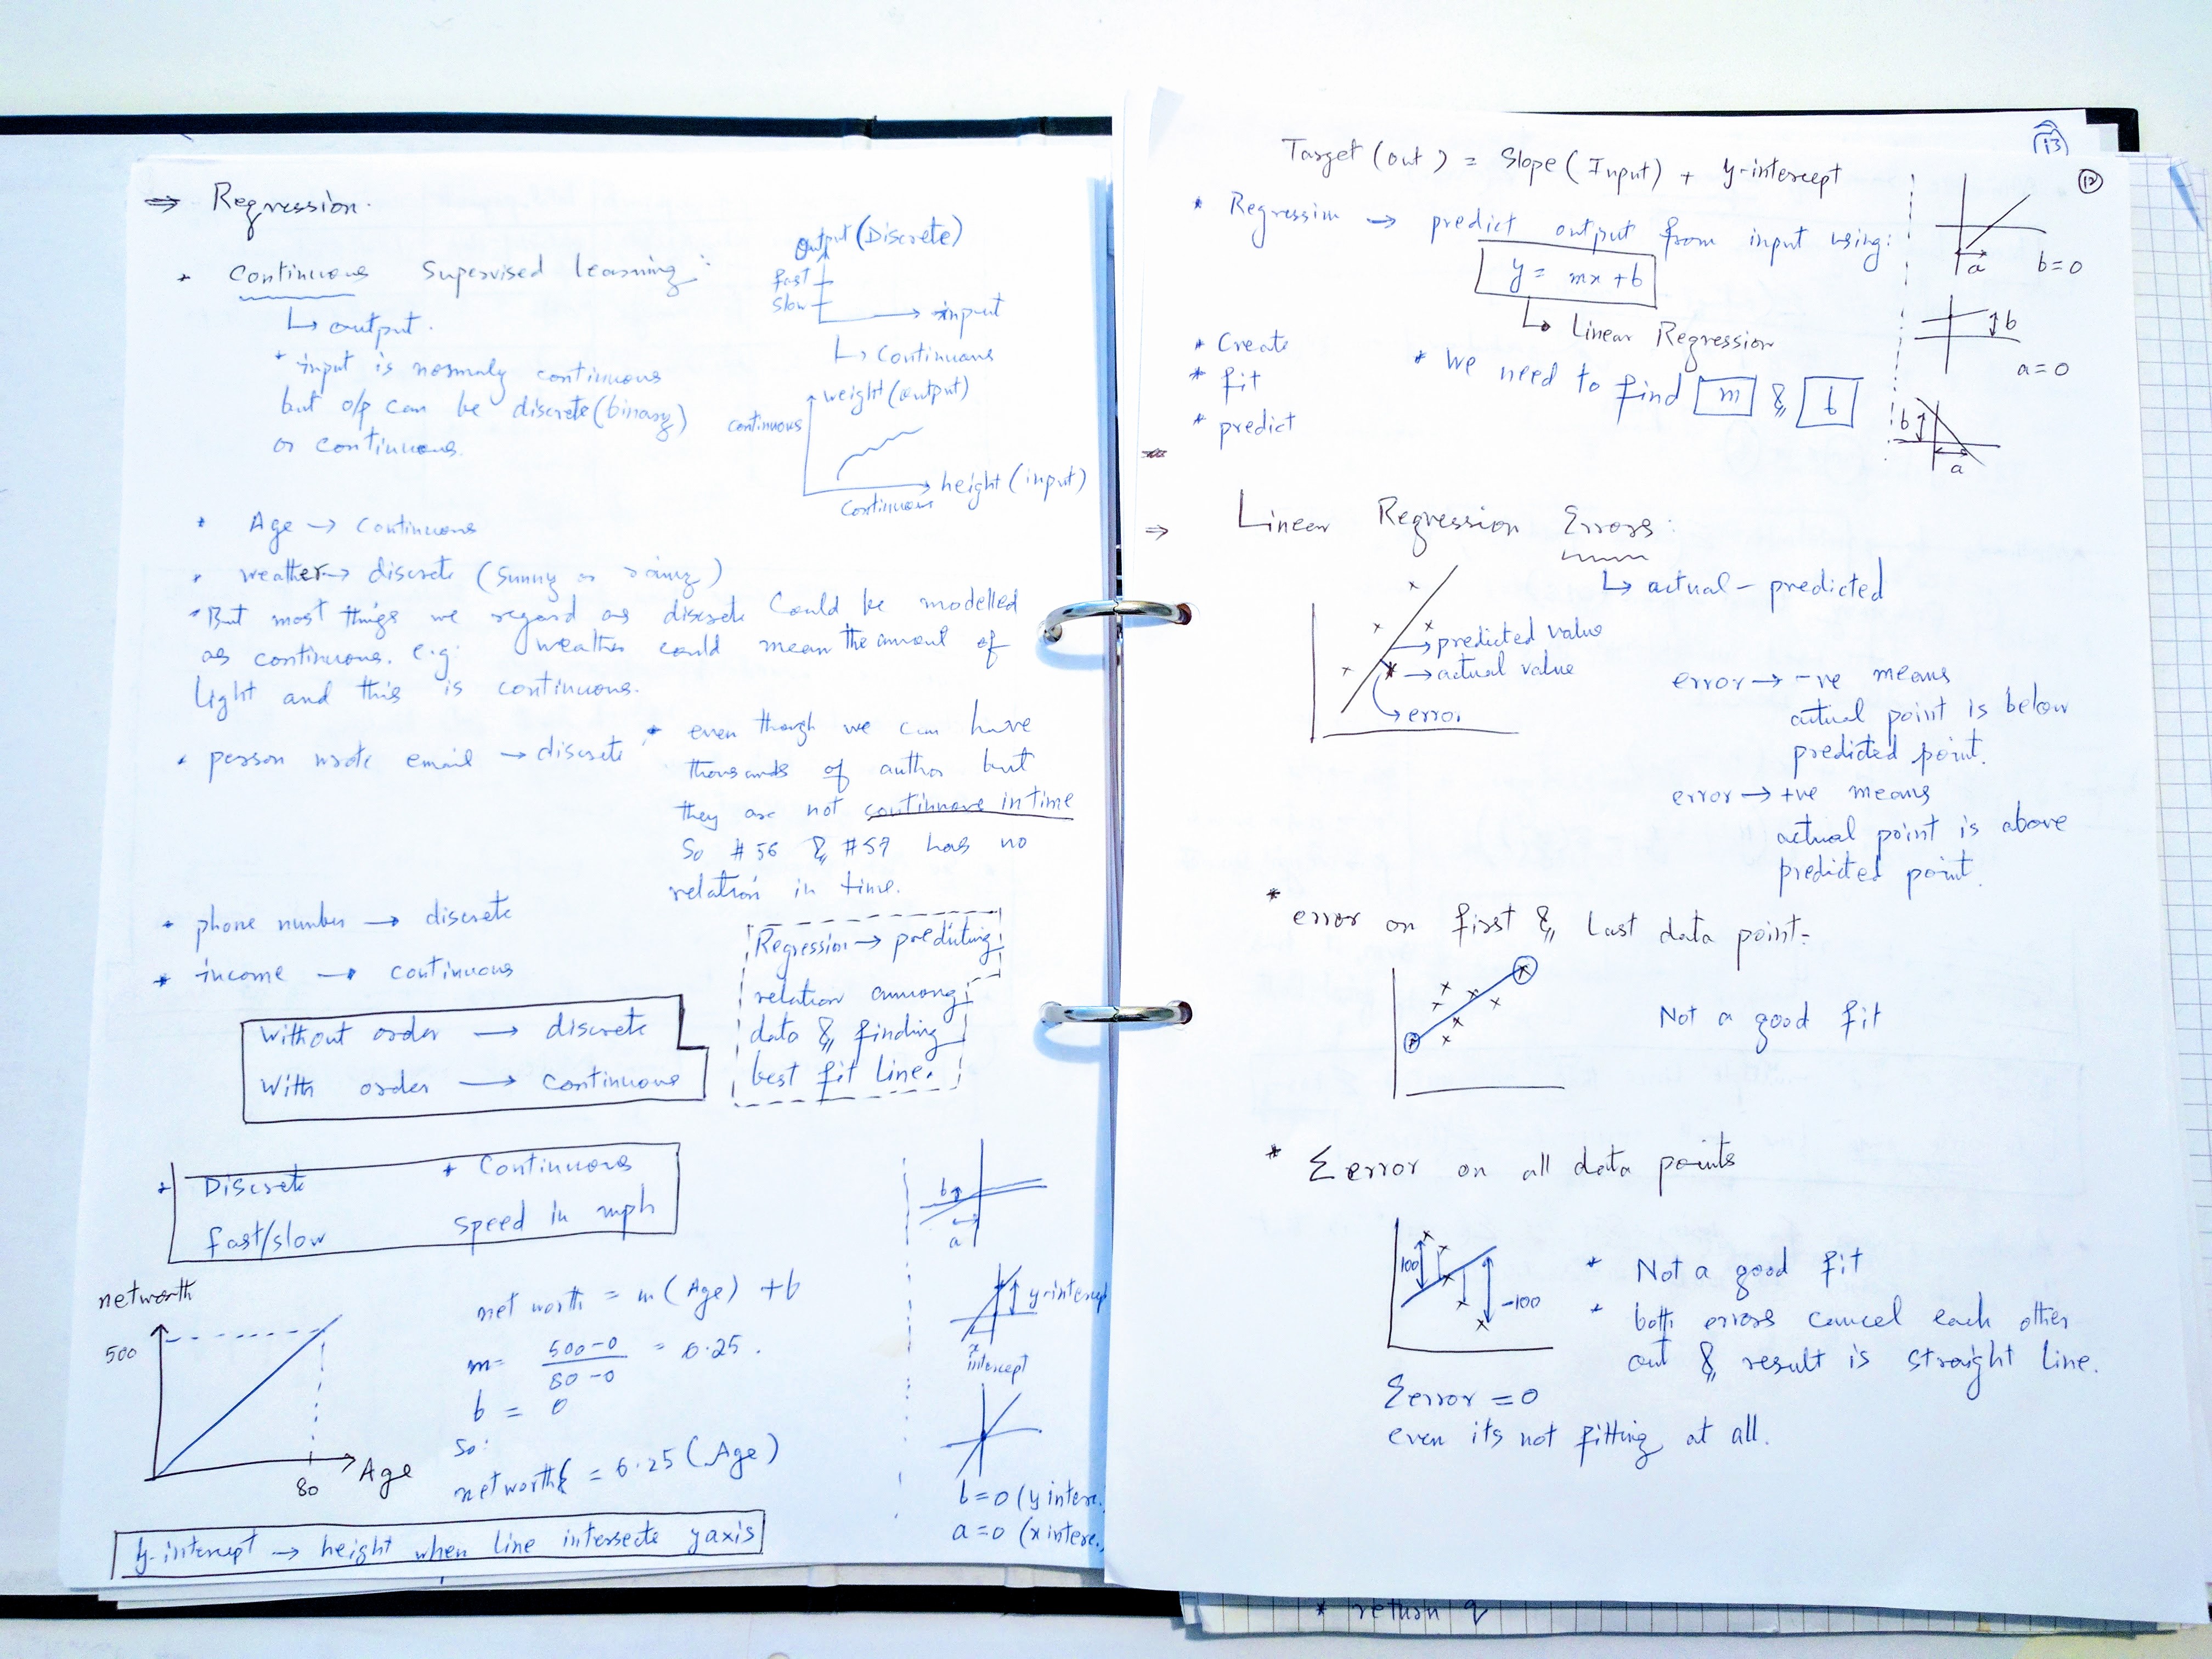 ⇒ Regression.
* Continuous Supervised Learning:
↳ output.
* input is normaly continuous
but o/p can be discrete (binary)
or continuous.
output (Discrete)
fast
slow
input
↳ Continuous
weight (output)
continuous
height (input)
Continuous
* Age → Continuous
* weather → discrete (sunny or rainy)
* But most things we regard as discrete could be modelled
as continuous. e.g. weather could mean the amount of
light and this is continuous.
* person wrote email → discrete
* even though we can have
thousands of author but
they are not continuous in time
So #56 & #57 has no
relation in time.
* phone number → discrete
* income → continuous
Without order → discrete
With order → continuous
Regression → predicting
relation among
data & finding
best fit line.
* Discrete * Continuous
fast/slow speed in mph
b
a
networth
500
80
Age
net worth = m (Age) + b
m = 500-0 / 80-0 = 6.25.
b = 0
So:
networth = 6.25 (Age)
y-intercept
x
intercept
b=0 (y interc.
a=0 (x interc.
y-intercept → height when line intersects y axis
13
12
Target (out) = Slope (Input) + y-intercept
* Regression → predict output from input using:
y = mx + b
↳ Linear Regression
* Create
* fit
* predict
* We need to find m & b
a
b=0
b
a=0
b
a
⇒ Linear Regression Errors:
↳ actual - predicted
→ predicted value
→ actual value
→ error
error → -ve means
actual point is below
predicted point.
error → +ve means
actual point is above
predicted point.
* error on first & last data point:
Not a good fit
* Σ error on all data points
100
-100
* Not a good fit
* both errors cancel each other
out & result is straight line.
Σerror = 0
even its not fitting at all.
* return